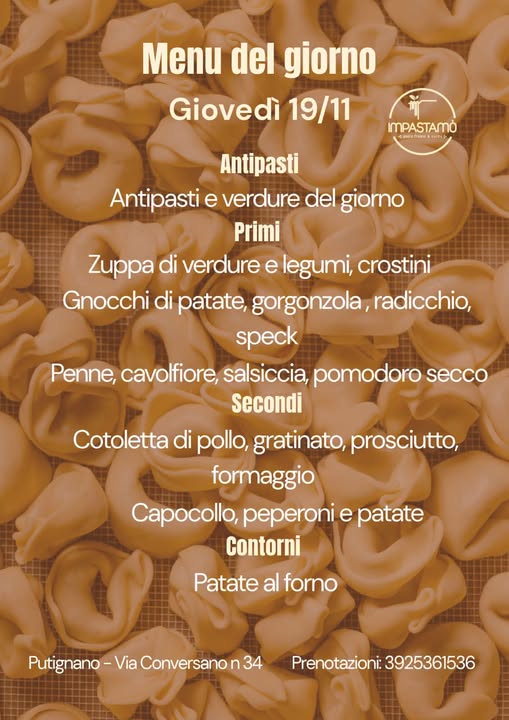 Menu del giorno
Giovedì 19/11
IMPASTAMÒ
Antipasti
Antipasti e verdure del giorno
Primi
Zuppa di verdure e legumi, crostini
Gnocchi di patate, gorgonzola , radicchio,
speck
Penne, cavolfiore, salsiccia, pomodoro secco
Secondi
Cotoletta di pollo, gratinato, prosciutto,
formaggio
Capocollo, peperoni e patate
Contorni
Patate al forno
Putignano - Via Conversano n 34 Prenotazioni: 3925361536